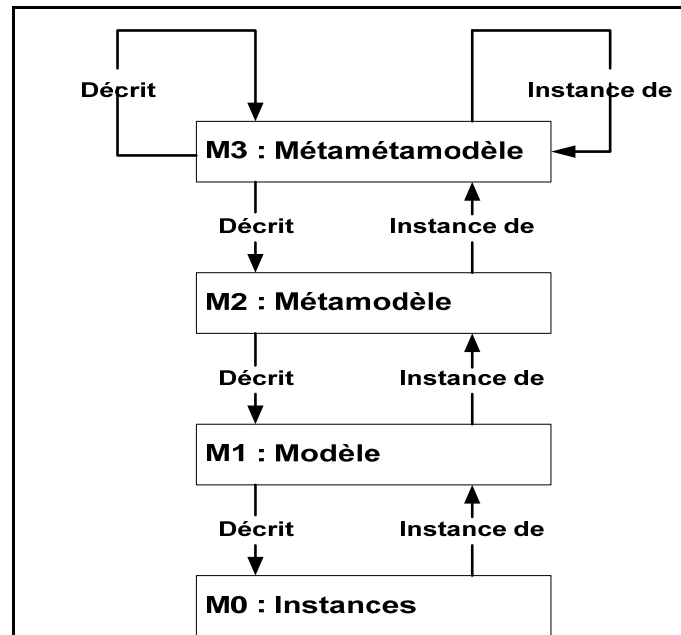 Décrit
Instance de
M3 : Métamétamodèle
Décrit
Instance de
M2 : Métamodèle
Décrit
Instance de
M1 : Modèle
Décrit
Instance de
M0 : Instances